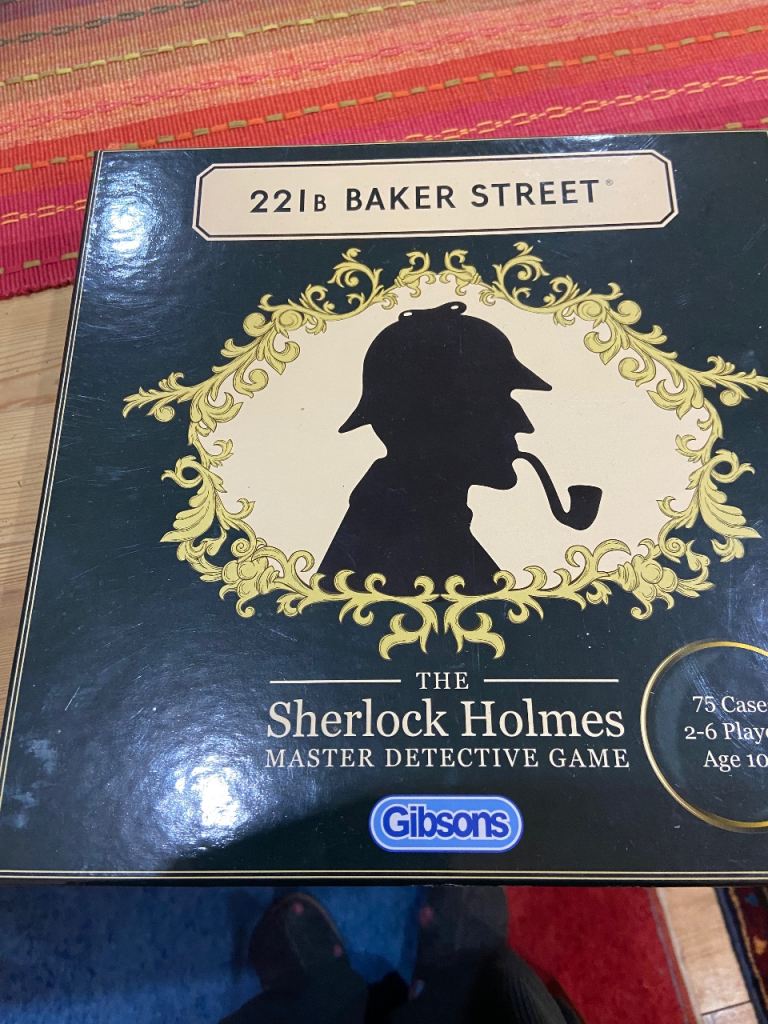 221B BAKER STREET®
THE
Sherlock Holmes
MASTER DETECTIVE GAME
75 Case
2-6 Playe
Age 10
Gibsons